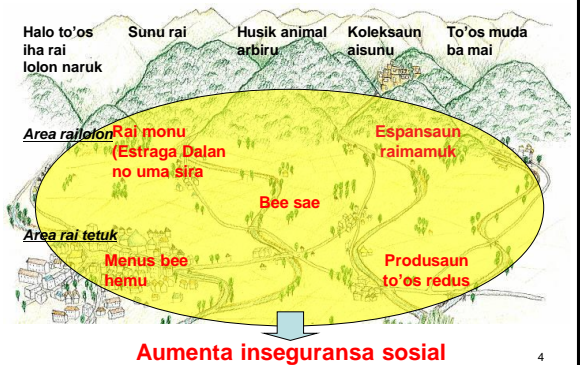 Halo to'os
iha rai
lolon naruk
Sunu rai
Husik animal
arbiru
Koleksaun
aisunu
To'os muda
ba mai
Area railolon
Rai monu
(Estraga Dalan
no uma sira
Espansaun
raimamuk
Bee sae
Area rai tetuk
Menus bee
hemu
Produsaun
to'os redus
Aumenta inseguransa sosial
4